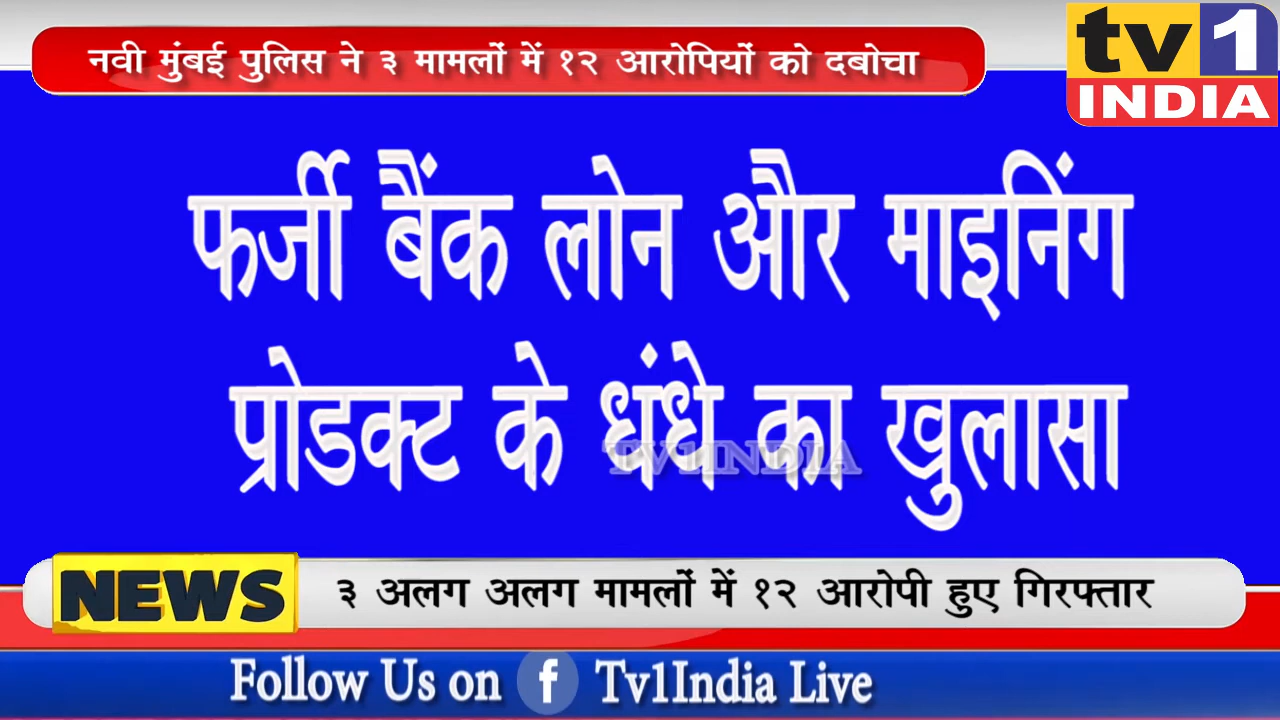 नवी मुंबई पुलिस ने ३ मामलों में १२ आरोपियों को दबोचा
tv1
INDIA
फर्जी बैंक लोन और माइनिंग
प्रोडक्ट के धंधे का खुलासा
TV1INDIA
NEWS
३ अलग अलग मामलों में १२ आरोपी हुए गिरफ्तार
Follow Us on f Tv1India Live